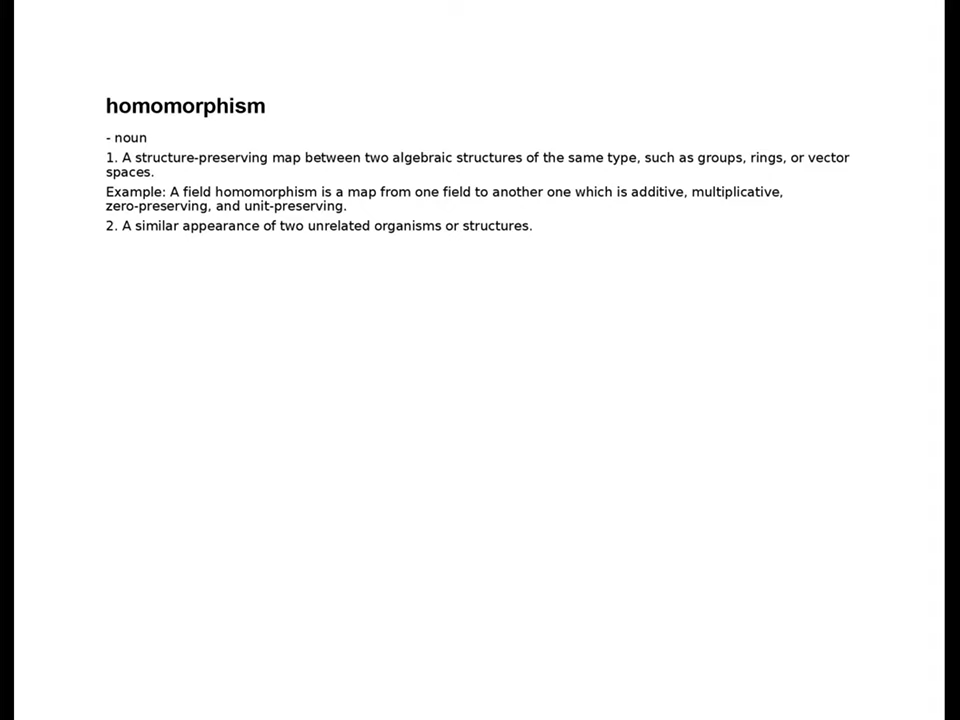 homomorphism
- noun
1. A structure-preserving map between two algebraic structures of the same type, such as groups, rings, or vector
spaces.
Example: A field homomorphism is a map from one field to another one which is additive, multiplicative,
zero-preserving, and unit-preserving.
2. A similar appearance of two unrelated organisms or structures.